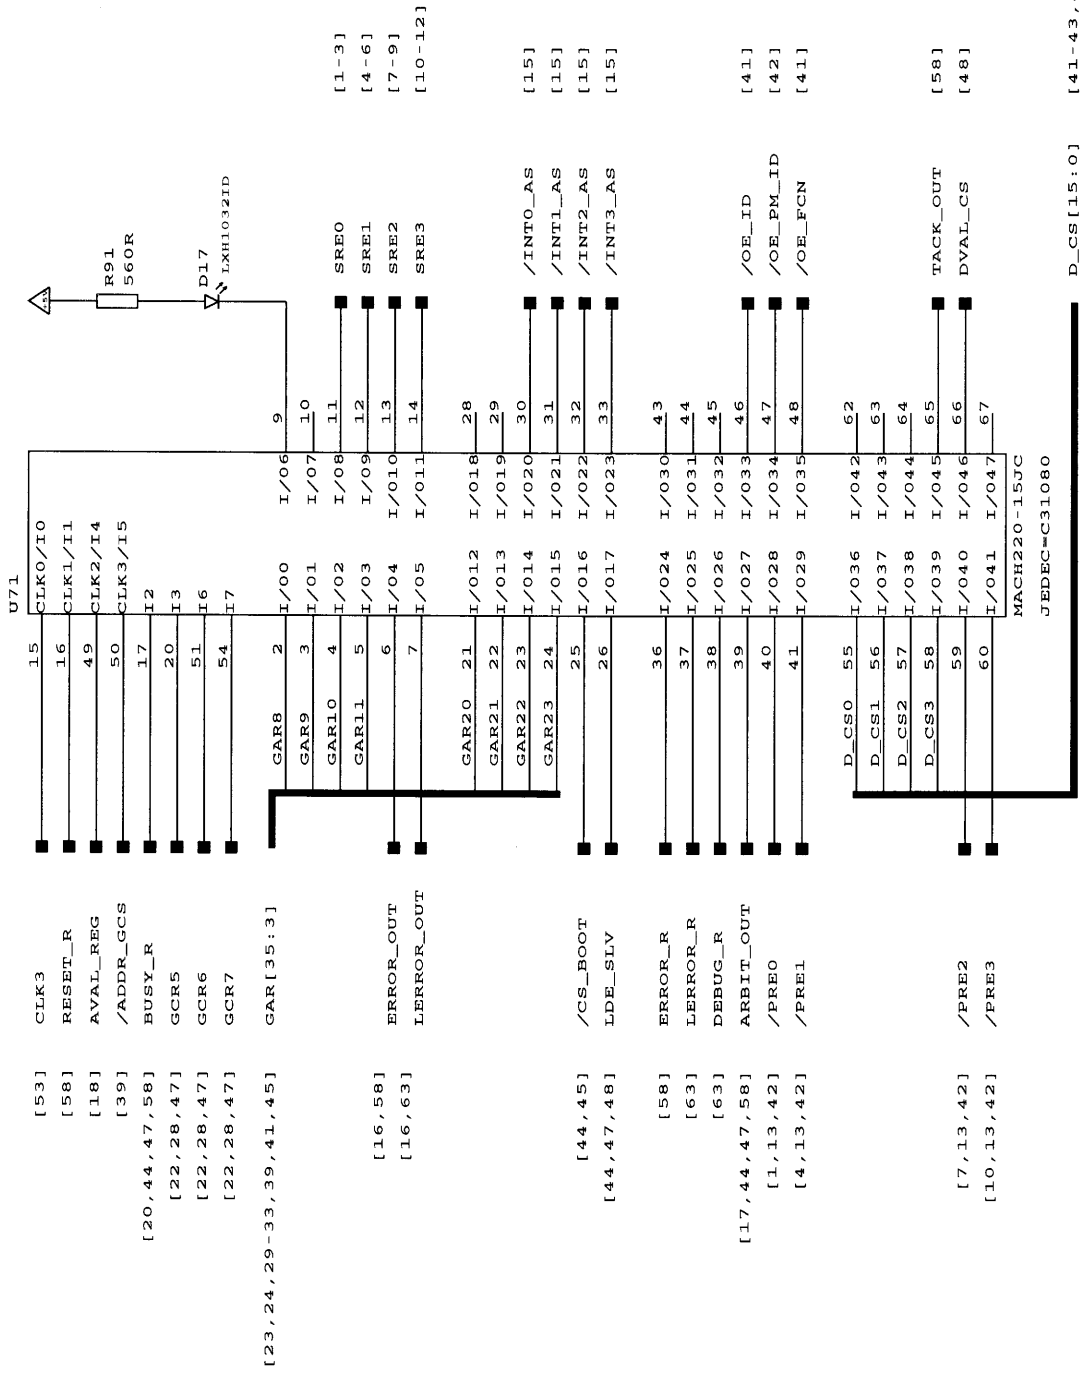 U71
[53] CLK3 15 CLK0/I0
[58] RESET_R 16 CLK1/I1
[18] AVAL_REG 49 CLK2/I4
[39] /ADDR_GCS 50 CLK3/I5
[20,44,47,58] BUSY_R 17 I2
[22,28,47] GCR5 20 I3
[22,28,47] GCR6 51 I6
[22,28,47] GCR7 54 I7
+5V
R91
560R
D17
LXH1032ID
[23,24,29-33,39,41,45] GAR[35:3]
GAR8 2 I/O0 I/O6 9
GAR9 3 I/O1 I/O7 10
GAR10 4 I/O2 I/O8 11 SRE0 [1-3]
GAR11 5 I/O3 I/O9 12 SRE1 [4-6]
[16,58] ERROR_OUT 6 I/O4 I/O10 13 SRE2 [7-9]
[16,63] LERROR_OUT 7 I/O5 I/O11 14 SRE3 [10-12]
GAR20 21 I/O12 I/O18 28
GAR21 22 I/O13 I/O19 29
GAR22 23 I/O14 I/O20 30 /INT0_AS [15]
GAR23 24 I/O15 I/O21 31 /INT1_AS [15]
[44,45] /CS_BOOT 25 I/O16 I/O22 32 /INT2_AS [15]
[44,47,48] LDE_SLV 26 I/O17 I/O23 33 /INT3_AS [15]
[58] ERROR_R 36 I/O24 I/O30 43
[63] LERROR_R 37 I/O25 I/O31 44
[63] DEBUG_R 38 I/O26 I/O32 45
[17,44,47,58] ARBIT_OUT 39 I/O27 I/O33 46 /OE_ID [41]
[1,13,42] /PRE0 40 I/O28 I/O34 47 /OE_PM_ID [42]
[4,13,42] /PRE1 41 I/O29 I/O35 48 /OE_FCN [41]
D_CS0 55 I/O36 I/O42 62
D_CS1 56 I/O37 I/O43 63
D_CS2 57 I/O38 I/O44 64
D_CS3 58 I/O39 I/O45 65 TACK_OUT [58]
[7,13,42] /PRE2 59 I/O40 I/O46 66 DVAL_CS [48]
[10,13,42] /PRE3 60 I/O41 I/O47 67
MACH220-15JC
JEDEC=C31080
D_CS[15:0] [41-43,